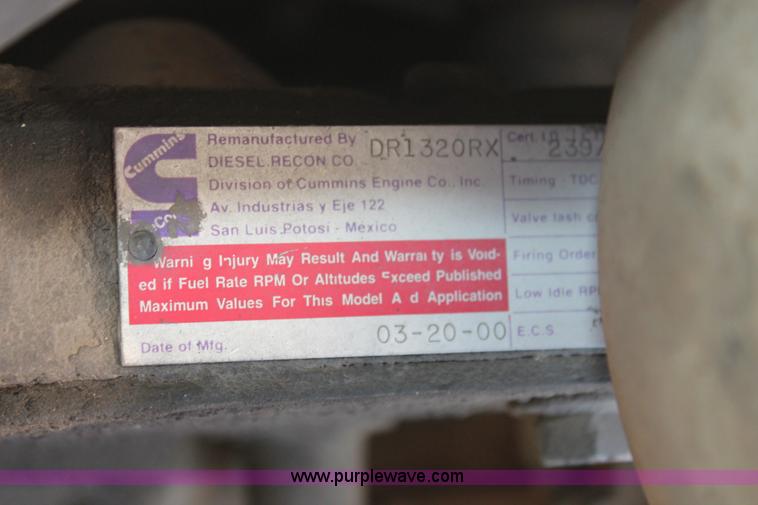 Cummins
Remanufactured By DR1320RX
DIESEL RECON CO.
Division of Cummins Engine Co., Inc.
Av. Industrias y Eje 122
San Luis Potosi - Mexico
Warni g Injury May Result And Warra ty is Void-
ed if Fuel Rate RPM Or Altitudes Exceed Published
Maximum Values For This Model A d Application
Date of Mfg. 03-20-00
Cert. I.D.
239
Timing - TDC
Valve lash
Firing Order
Low Idle RP
E.C.S
www.purplewave.com